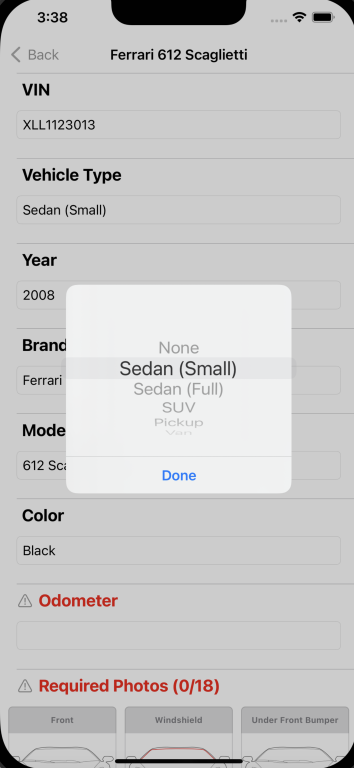 3:38
Back
Ferrari 612 Scaglietti
VIN
XLL1123013
Vehicle Type
Sedan (Small)
Year
2008
None
Brand
Sedan (Small)
Ferrari
Sedan (Full)
SUV
Pickup
Van
612
Done
Color
Black
Odometer
Required Photos (0/18)
Front
Windshield
Under Front Bumper